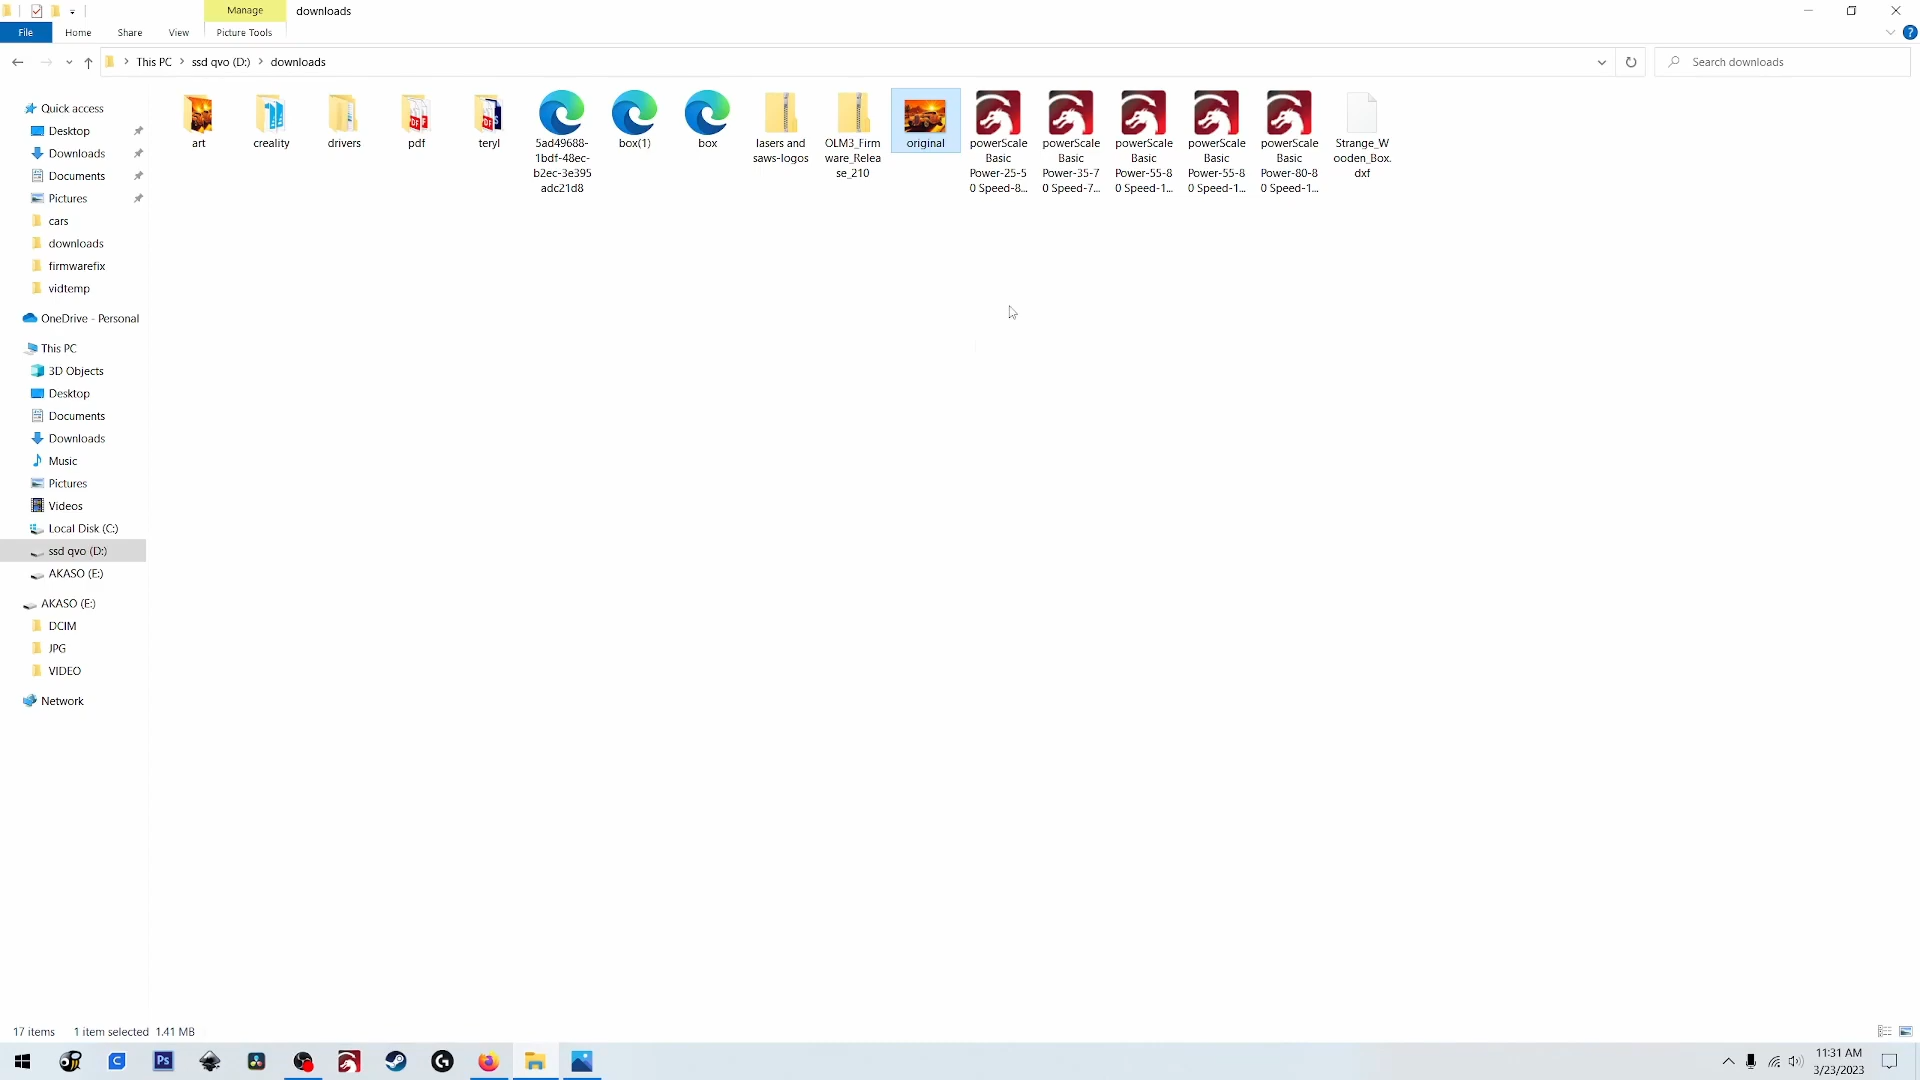 Manage
downloads
File
Home
Share
View
Picture Tools
This PC
ssd qvo (D:)
downloads
Search downloads
Quick access
Desktop
Downloads
Documents
Pictures
cars
downloads
firmwarefix
vidtemp
OneDrive - Personal
This PC
3D Objects
Desktop
Documents
Downloads
Music
Pictures
Videos
Local Disk (C:)
ssd qvo (D:)
AKASO (E:)
AKASO (E:)
DCIM
JPG
VIDEO
Network
art
creality
drivers
pdf
teryl
5ad49688-
1bdf-48ec-
b2ec-3e395
adc21d8
box(1)
box
lasers and
saws-logos
OLM3_Firm
ware_Relea
se_210
original
powerScale
Basic
Power-25-5
0 Speed-8...
powerScale
Basic
Power-35-7
0 Speed-7...
powerScale
Basic
Power-55-8
0 Speed-1...
powerScale
Basic
Power-55-8
0 Speed-1...
powerScale
Basic
Power-80-8
0 Speed-1...
Strange_W
ooden_Box.
dxf
17 items
1 item selected 1.41 MB
11:31 AM
3/23/2023